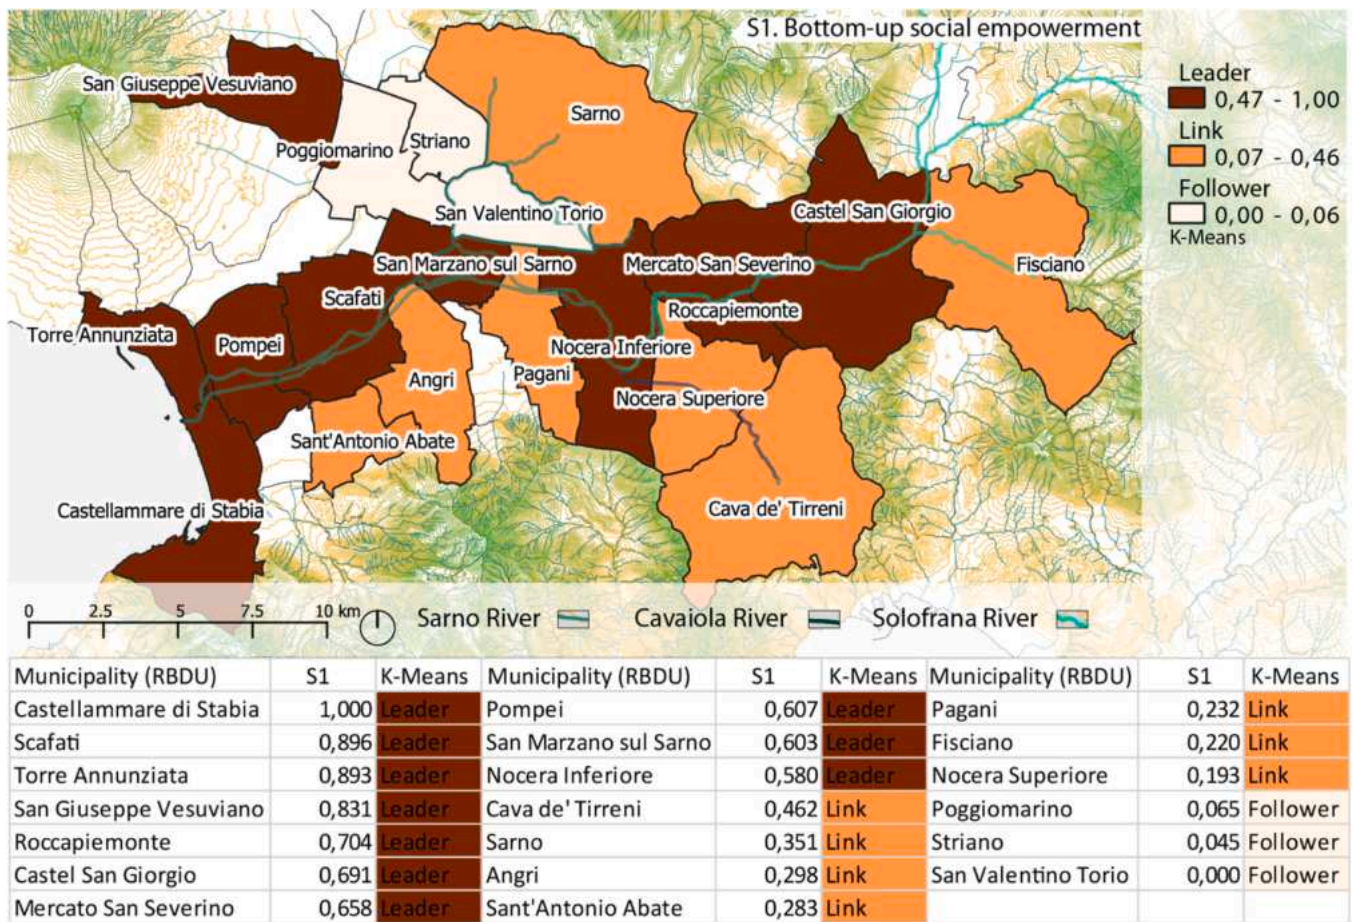 S1. Bottom-up social empowerment
Leader
0,47 - 1,00
Link
0,07 - 0,46
Follower
0,00 - 0,06
K-Means
San Giuseppe Vesuviano
Sarno
Poggiomarino
Striano
San Valentino Torio
Castel San Giorgio
San Marzano sul Sarno
Mercato San Severino
Fisciano
Scafati
Roccapiemonte
Torre Annunziata
Pompei
Nocera Inferiore
Angri
Pagani
Nocera Superiore
Sant'Antonio Abate
Castellammare di Stabia
Cava de' Tirreni
0 2.5 5 7.5 10 km
Sarno River Cavaiola River Solofrana River
Municipality (RBDU) S1 K-Means Municipality (RBDU) S1 K-Means Municipality (RBDU) S1 K-Means
Castellammare di Stabia 1,000 Leader Pompei 0,607 Leader Pagani 0,232 Link
Scafati 0,896 Leader San Marzano sul Sarno 0,603 Leader Fisciano 0,220 Link
Torre Annunziata 0,893 Leader Nocera Inferiore 0,580 Leader Nocera Superiore 0,193 Link
San Giuseppe Vesuviano 0,831 Leader Cava de' Tirreni 0,462 Link Poggiomarino 0,065 Follower
Roccapiemonte 0,704 Leader Sarno 0,351 Link Striano 0,045 Follower
Castel San Giorgio 0,691 Leader Angri 0,298 Link San Valentino Torio 0,000 Follower
Mercato San Severino 0,658 Leader Sant'Antonio Abate 0,283 Link